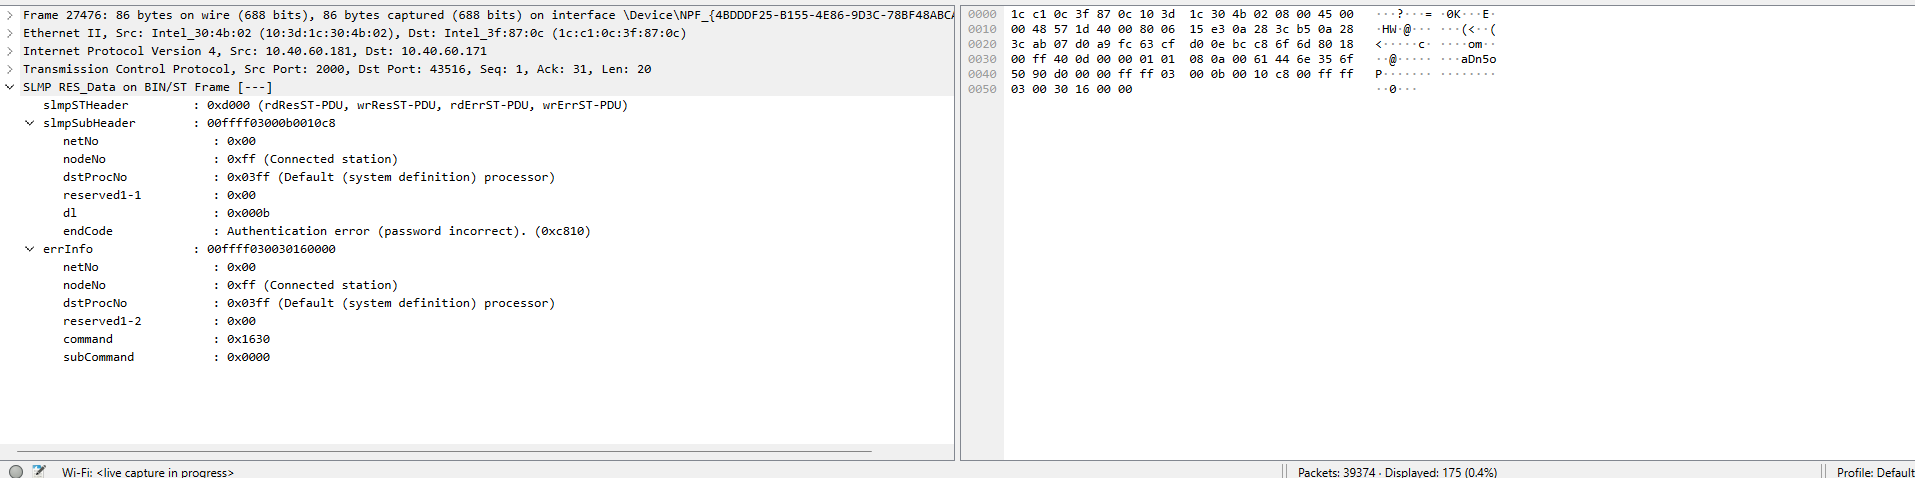 Frame 27476: 86 bytes on wire (688 bits), 86 bytes captured (688 bits) on interface \Device\NPF_{4BDDDF25-B155-4E86-9D3C-78BF48ABCA
Ethernet II, Src: Intel_30:4b:02 (10:3d:1c:30:4b:02), Dst: Intel_3f:87:0c (1c:c1:0c:3f:87:0c)
Internet Protocol Version 4, Src: 10.40.60.181, Dst: 10.40.60.171
Transmission Control Protocol, Src Port: 2000, Dst Port: 43516, Seq: 1, Ack: 31, Len: 20
SLMP RES_Data on BIN/ST Frame [---]
slmpSTHeader : 0xd000 (rdResST-PDU, wrResST-PDU, rdErrST-PDU, wrErrST-PDU)
slmpSubHeader : 00ffff03000b0010c8
netNo : 0x00
nodeNo : 0xff (Connected station)
dstProcNo : 0x03ff (Default (system definition) processor)
reserved1-1 : 0x00
dl : 0x000b
endCode : Authentication error (password incorrect). (0xc810)
errInfo : 00ffff030030160000
netNo : 0x00
nodeNo : 0xff (Connected station)
dstProcNo : 0x03ff (Default (system definition) processor)
reserved1-2 : 0x00
command : 0x1630
subCommand : 0x0000
0000 1c c1 0c 3f 87 0c 10 3d 1c 30 4b 02 08 00 45 00 ···?···= ·0K···E·
0010 00 48 57 1d 40 00 80 06 15 e3 0a 28 3c b5 0a 28 ·HW·@··· ···(<··(
0020 3c ab 07 d0 a9 fc 63 cf d0 0e bc c8 6f 6d 80 18 <·····c· ····om··
0030 00 ff 40 0d 00 00 01 01 08 0a 00 61 44 6e 35 6f ··@····· ···aDn5o
0040 50 90 d0 00 00 ff ff 03 00 0b 00 10 c8 00 ff ff P······· ········
0050 03 00 30 16 00 00 ··0···
Wi-Fi: <live capture in progress>
Packets: 39374 · Displayed: 175 (0.4%)
Profile: Default